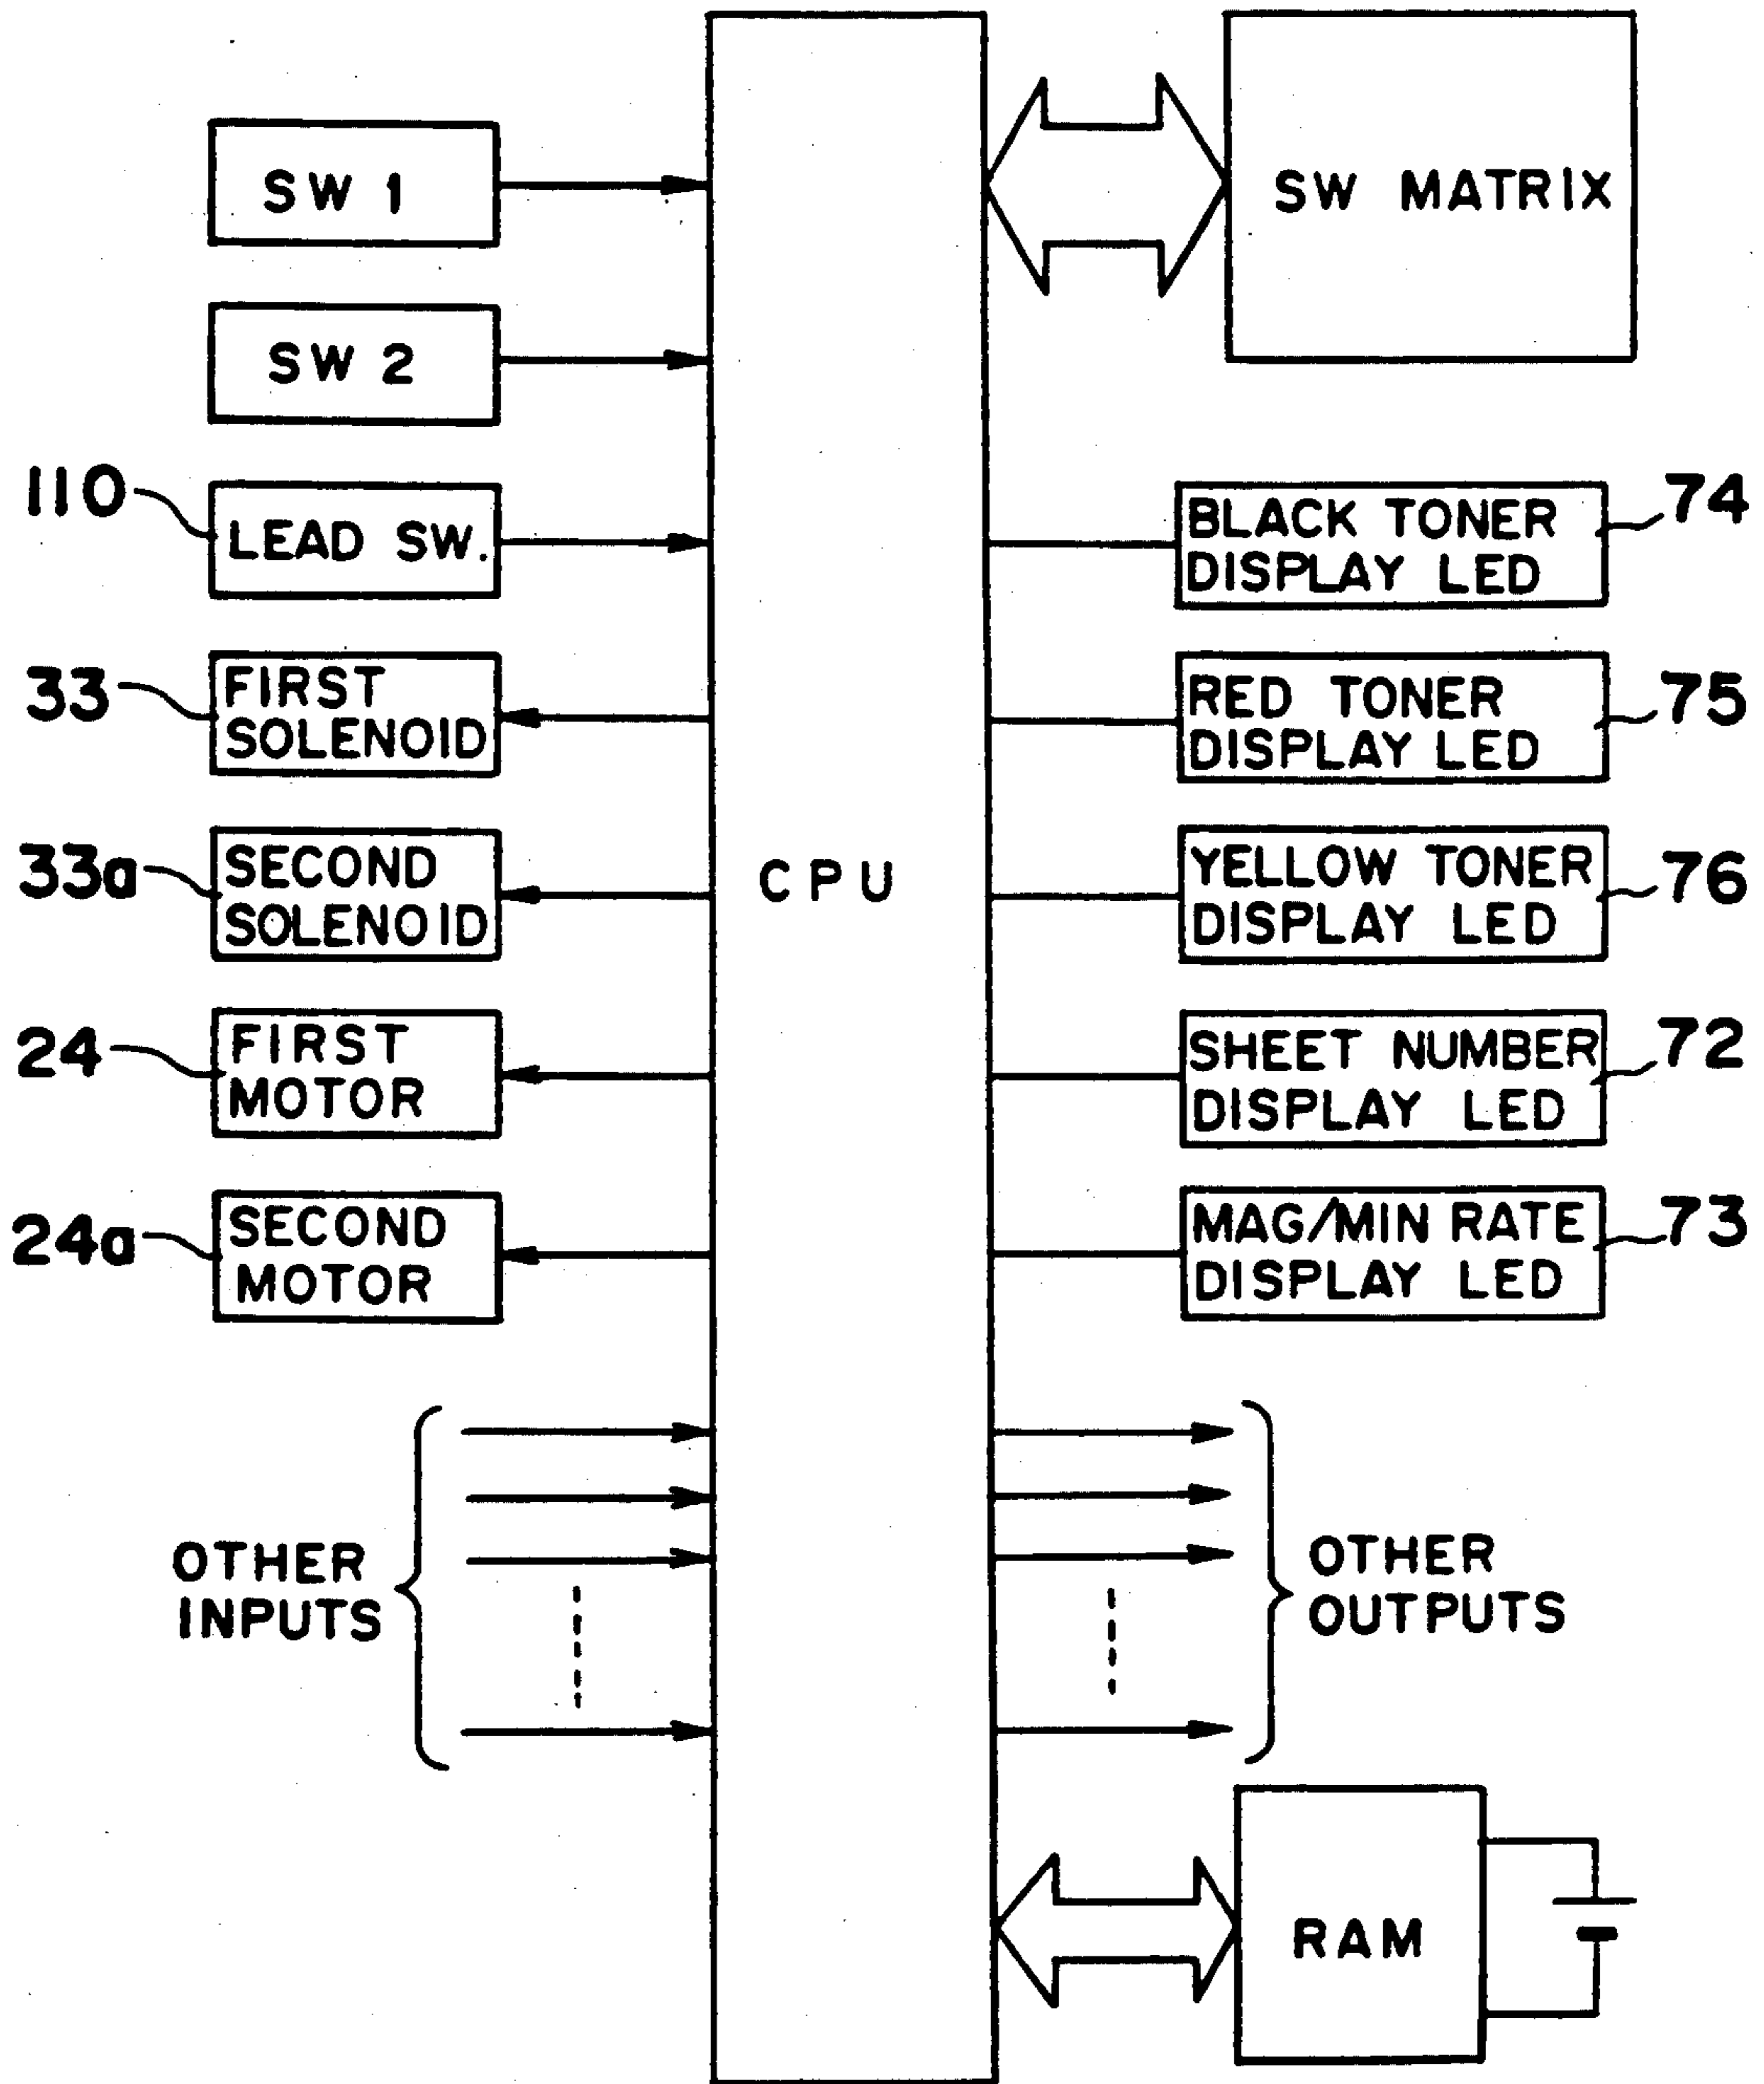 SW 1
SW 2
110
LEAD SW.
33
FIRST
SOLENOID
33a
SECOND
SOLENOID
24
FIRST
MOTOR
24a
SECOND
MOTOR
OTHER
INPUTS
CPU
SW MATRIX
BLACK TONER
DISPLAY LED
74
RED TONER
DISPLAY LED
75
YELLOW TONER
DISPLAY LED
76
SHEET NUMBER
DISPLAY LED
72
MAG/MIN RATE
DISPLAY LED
73
OTHER
OUTPUTS
RAM